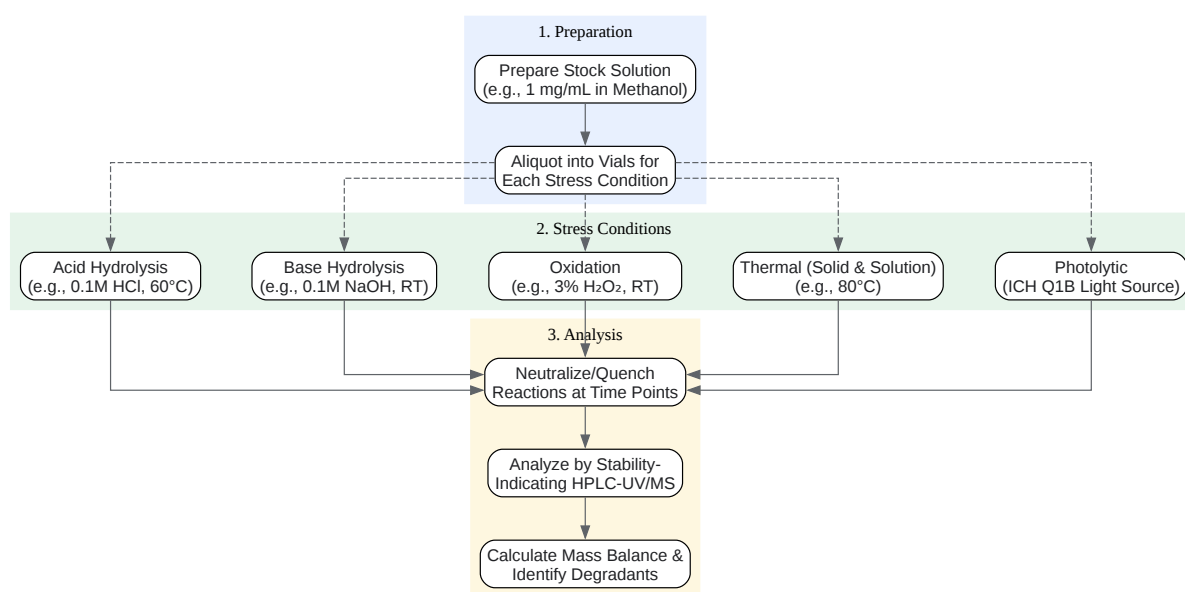 1. Preparation
Prepare Stock Solution
(e.g., 1 mg/mL in Methanol)
Aliquot into Vials for
Each Stress Condition
2. Stress Conditions
Acid Hydrolysis
(e.g., 0.1M HCl, 60°C)
Base Hydrolysis
(e.g., 0.1M NaOH, RT)
Oxidation
(e.g., 3% H₂O₂, RT)
Thermal (Solid & Solution)
(e.g., 80°C)
Photolytic
(ICH Q1B Light Source)
3. Analysis
Neutralize/Quench
Reactions at Time Points
Analyze by Stability-
Indicating HPLC-UV/MS
Calculate Mass Balance &
Identify Degradants